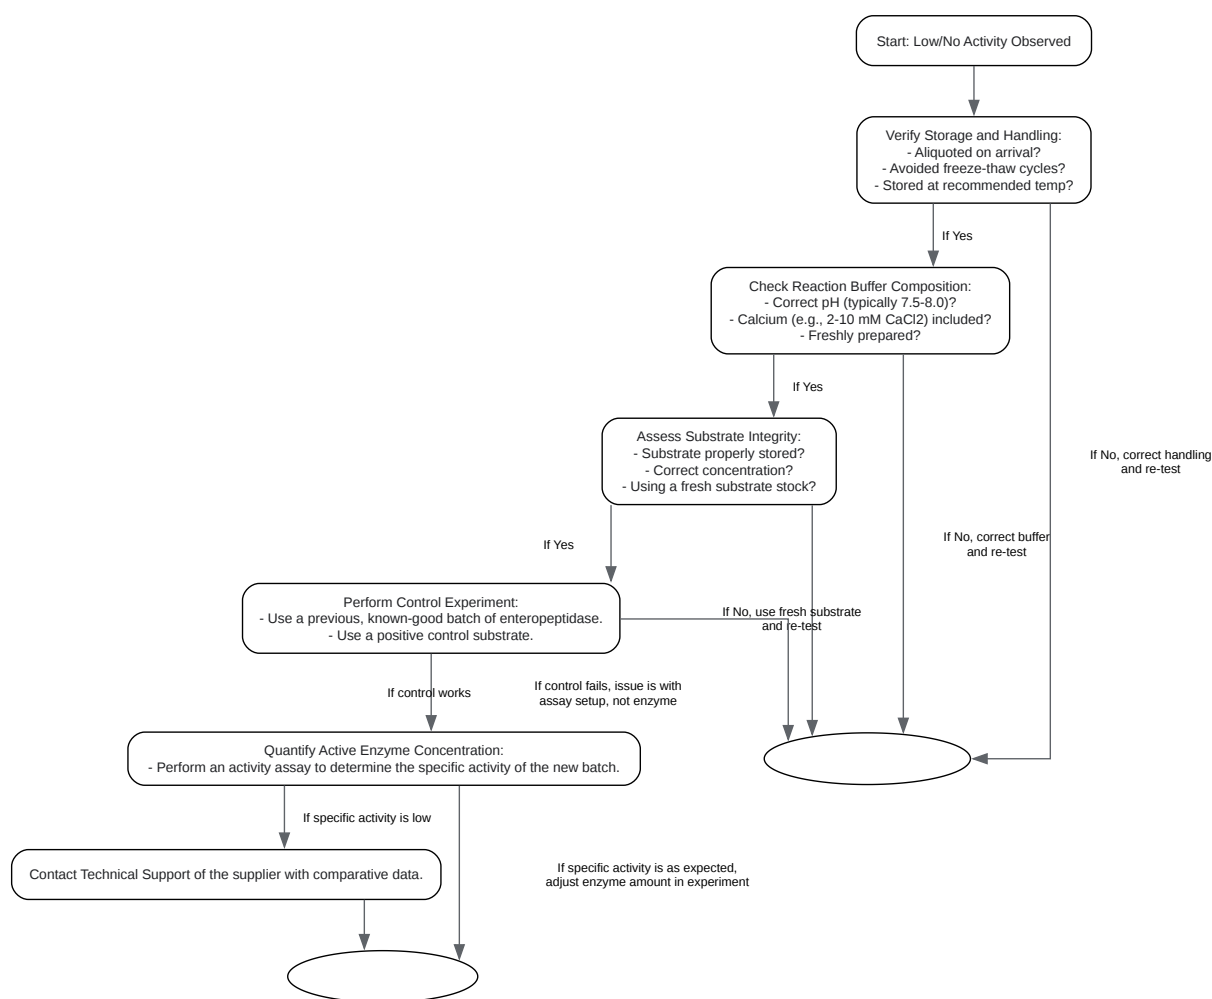 Start: Low/No Activity Observed
Verify Storage and Handling:
- Aliquoted on arrival?
- Avoided freeze-thaw cycles?
- Stored at recommended temp?
If Yes
Check Reaction Buffer Composition:
- Correct pH (typically 7.5-8.0)?
- Calcium (e.g., 2-10 mM CaCl2) included?
- Freshly prepared?
If Yes
Assess Substrate Integrity:
- Substrate properly stored?
- Correct concentration?
- Using a fresh substrate stock?
If No, correct handling
and re-test
If Yes
If No, correct buffer
and re-test
Perform Control Experiment:
- Use a previous, known-good batch of enteropeptidase.
- Use a positive control substrate.
If No, use fresh substrate
and re-test
If control works
If control fails, issue is with
assay setup, not enzyme
Quantify Active Enzyme Concentration:
- Perform an activity assay to determine the specific activity of the new batch.
If specific activity is low
Contact Technical Support of the supplier with comparative data.
If specific activity is as expected,
adjust enzyme amount in experiment